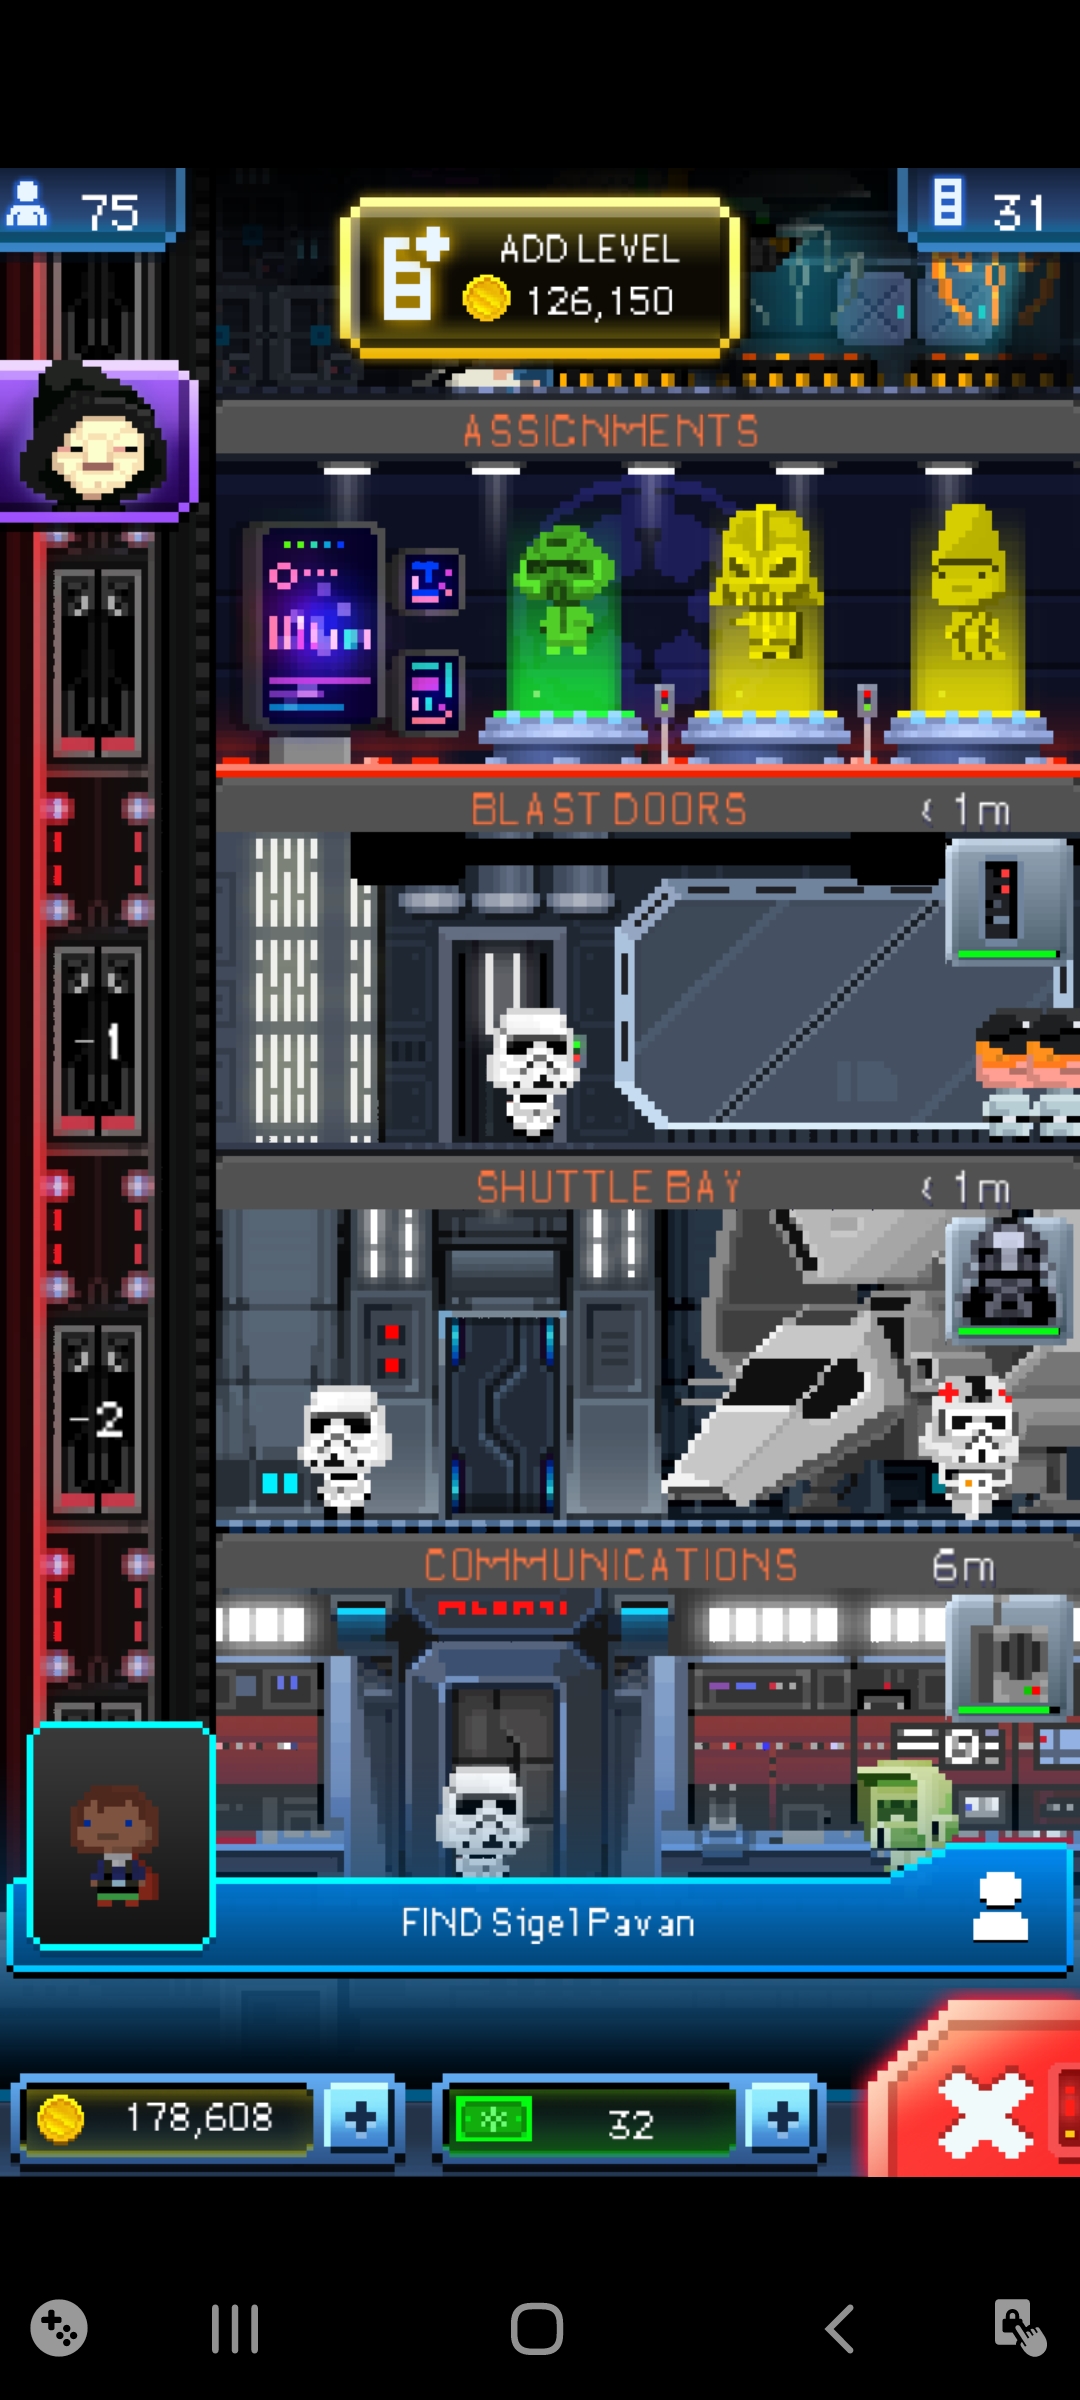 75
ADD LEVEL
126,150
31
ASSIGNMENTS
BLAST DOORS < 1m
-1
SHUTTLE BAY < 1m
-2
COMMUNICATIONS 6m
FIND Sigel Pavan
178,608 + 32 +